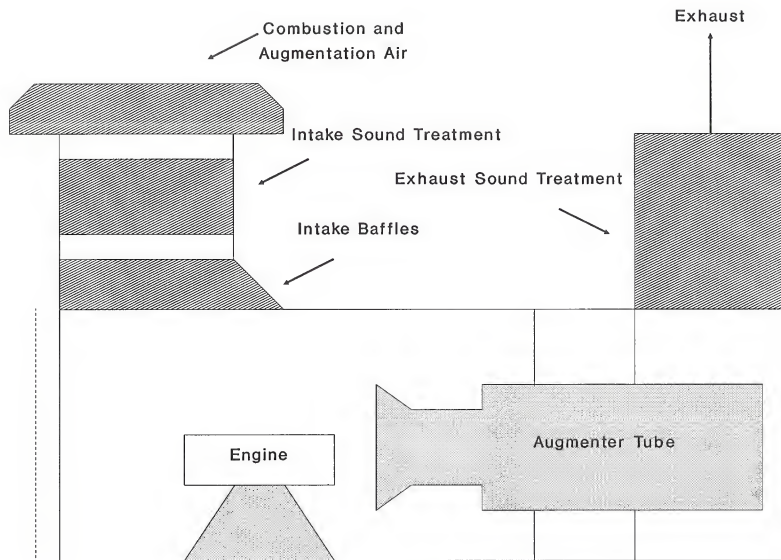 Combustion and
Augmentation Air
Exhaust
Intake Sound Treatment
Exhaust Sound Treatment
Intake Baffles
Engine
Augmenter Tube